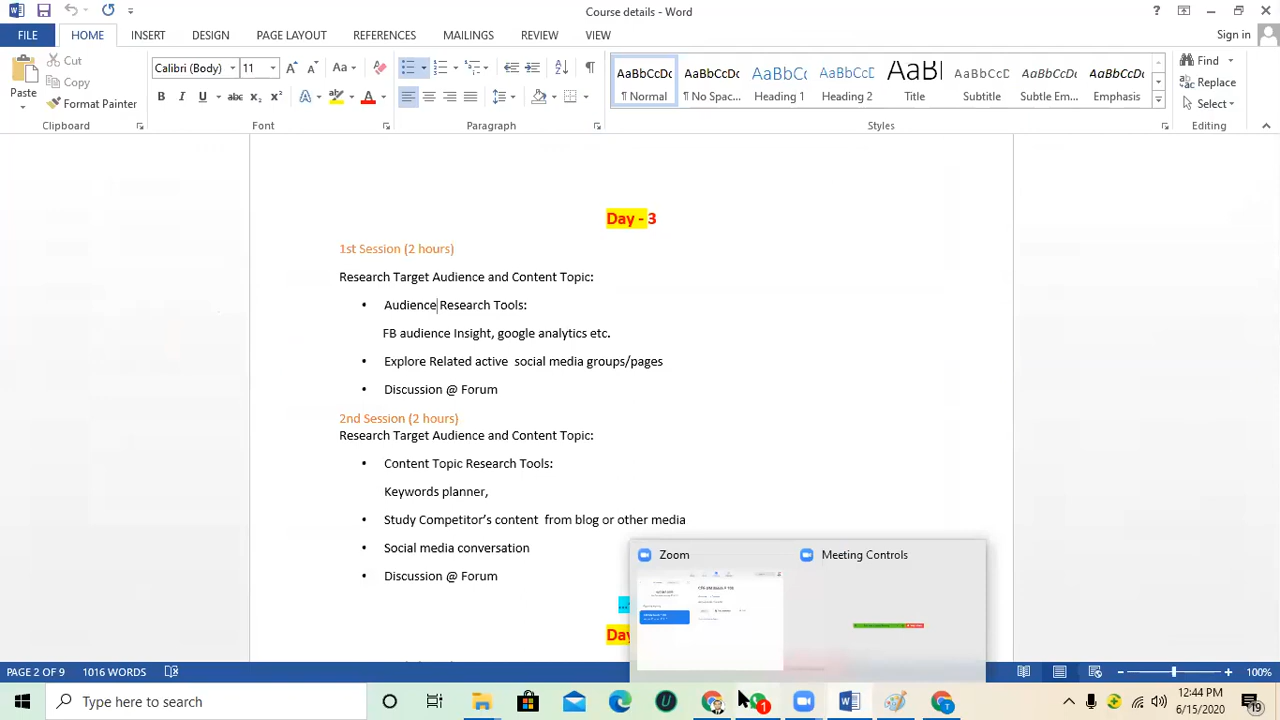 Course details - Word
Sign in
FILE HOME INSERT DESIGN PAGE LAYOUT REFERENCES MAILINGS REVIEW VIEW
Cut
Copy
Format Painter
Paste
Calibri (Body) 11
AaBbCcDc AaBbCcDc AaBbCc AaBbCcC AaBl AaBbCcD AaBbCcDc AaBbCcDc
¶ Normal ¶ No Spac... Heading 1 Heading 2 Title Subtitle Subtle Em... Emphasis
Find
Replace
Select
Clipboard Font Paragraph Styles Editing
Day - 3
1st Session (2 hours)
Research Target Audience and Content Topic:
• Audience Research Tools:
FB audience Insight, google analytics etc.
• Explore Related active social media groups/pages
• Discussion @ Forum
2nd Session (2 hours)
Research Target Audience and Content Topic:
• Content Topic Research Tools:
Keywords planner,
• Study Competitor's content from blog or other media
• Social media conversation
• Discussion @ Forum
Day
Zoom
Meeting Controls
PAGE 2 OF 9 1016 WORDS
100%
Type here to search
1
12:44 PM
6/15/2020
19